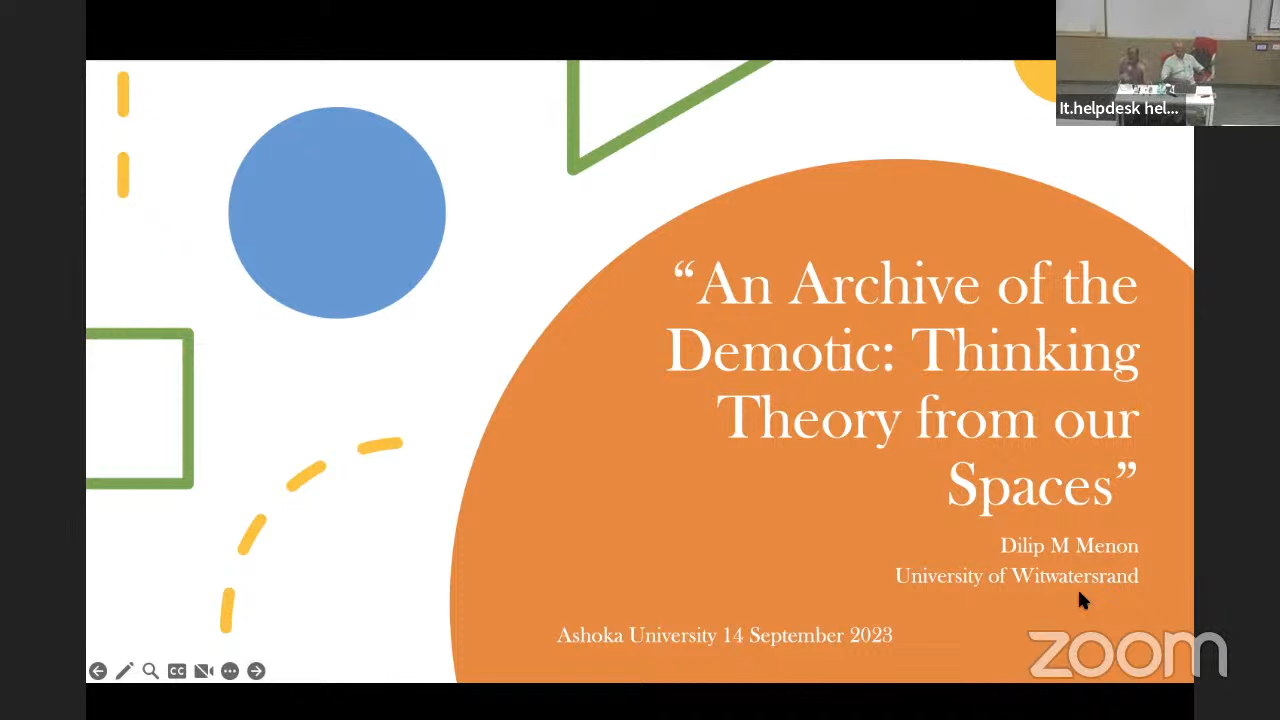 It.helpdesk hel...
“An Archive of the
Demotic: Thinking
Theory from our
Spaces”
Dilip M Menon
University of Witwatersrand
Ashoka University 14 September 2023
CC
zoom